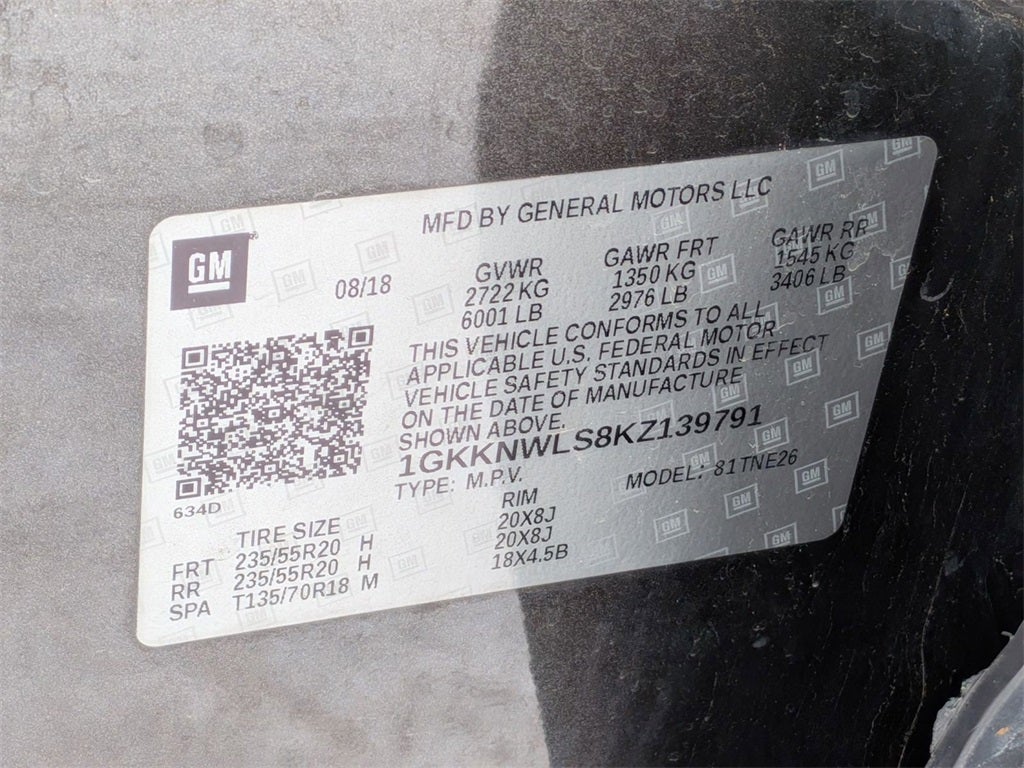 MFD BY GENERAL MOTORS LLC
GM
08/18
GVWR GAWR FRT GAWR RR
2722 KG 1350 KG 1545 KG
6001 LB 2976 LB 3406 LB
THIS VEHICLE CONFORMS TO ALL
APPLICABLE U.S. FEDERAL MOTOR
VEHICLE SAFETY STANDARDS IN EFFECT
ON THE DATE OF MANUFACTURE
SHOWN ABOVE.
1GKKNWLS8KZ139791
TYPE: M.P.V. MODEL: 81TNE26
634D
TIRE SIZE RIM
FRT 235/55R20 H 20X8J
RR 235/55R20 H 20X8J
SPA T135/70R18 M 18X4.5B